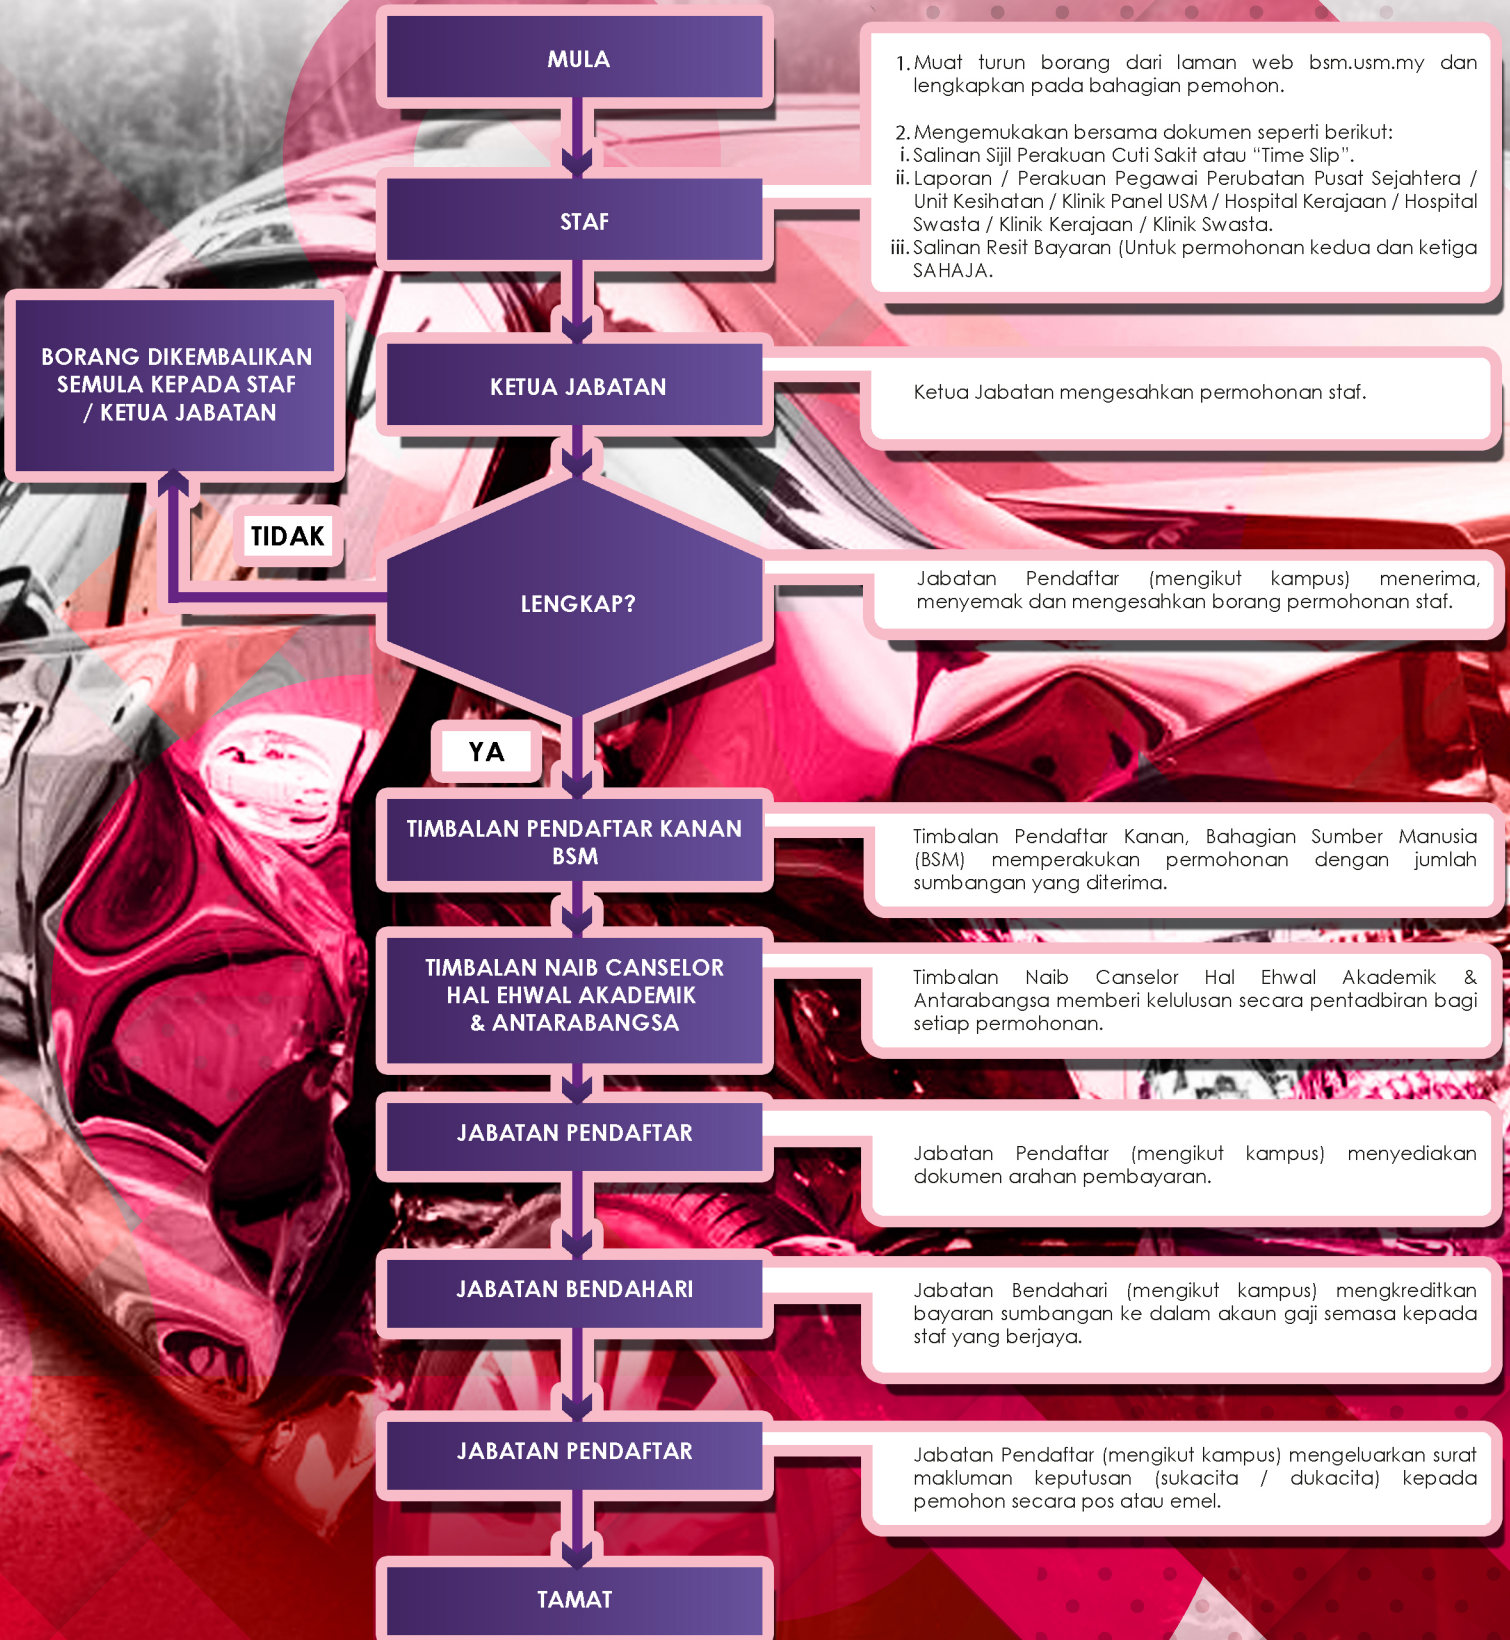 MULA
1. Muat turun borang dari laman web bsm.usm.my dan
lengkapkan pada bahagian pemohon.
2. Mengemukakan bersama dokumen seperti berikut:
i. Salinan Sijil Perakuan Cuti Sakit atau “Time Slip”.
ii. Laporan / Perakuan Pegawai Perubatan Pusat Sejahtera /
Unit Kesihatan / Klinik Panel USM / Hospital Kerajaan / Hospital
Swasta / Klinik Kerajaan / Klinik Swasta.
iii. Salinan Resit Bayaran (Untuk permohonan kedua dan ketiga
SAHAJA.
STAF
BORANG DIKEMBALIKAN
SEMULA KEPADA STAF
/ KETUA JABATAN
KETUA JABATAN
Ketua Jabatan mengesahkan permohonan staf.
TIDAK
LENGKAP?
Jabatan Pendaftar (mengikut kampus) menerima,
menyemak dan mengesahkan borang permohonan staf.
YA
TIMBALAN PENDAFTAR KANAN
BSM
Timbalan Pendaftar Kanan, Bahagian Sumber Manusia
(BSM) memperakukan permohonan dengan jumlah
sumbangan yang diterima.
TIMBALAN NAIB CANSELOR
HAL EHWAL AKADEMIK
& ANTARABANGSA
Timbalan Naib Canselor Hal Ehwal Akademik &
Antarabangsa memberi kelulusan secara pentadbiran bagi
setiap permohonan.
JABATAN PENDAFTAR
Jabatan Pendaftar (mengikut kampus) menyediakan
dokumen arahan pembayaran.
JABATAN BENDAHARI
Jabatan Bendahari (mengikut kampus) mengkreditkan
bayaran sumbangan ke dalam akaun gaji semasa kepada
staf yang berjaya.
JABATAN PENDAFTAR
Jabatan Pendaftar (mengikut kampus) mengeluarkan surat
makluman keputusan (sukacita / dukacita) kepada
pemohon secara pos atau emel.
TAMAT